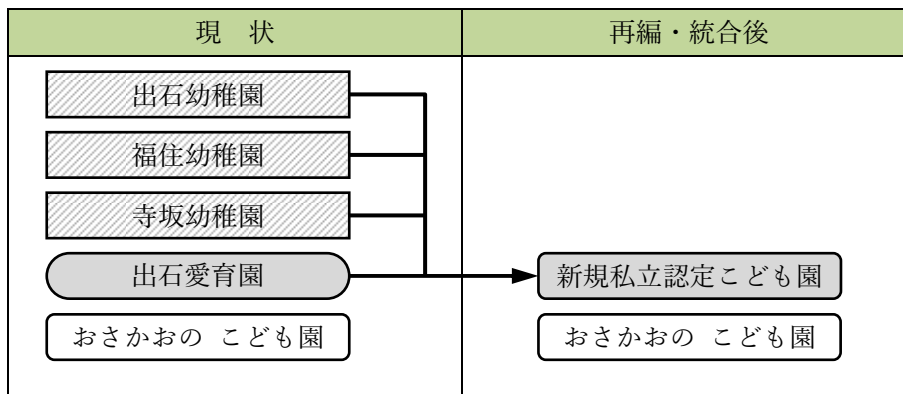 現　状
再編・統合後
出石幼稚園
福住幼稚園
寺坂幼稚園
出石愛育園
新規私立認定こども園
おさかおの こども園
おさかおの こども園